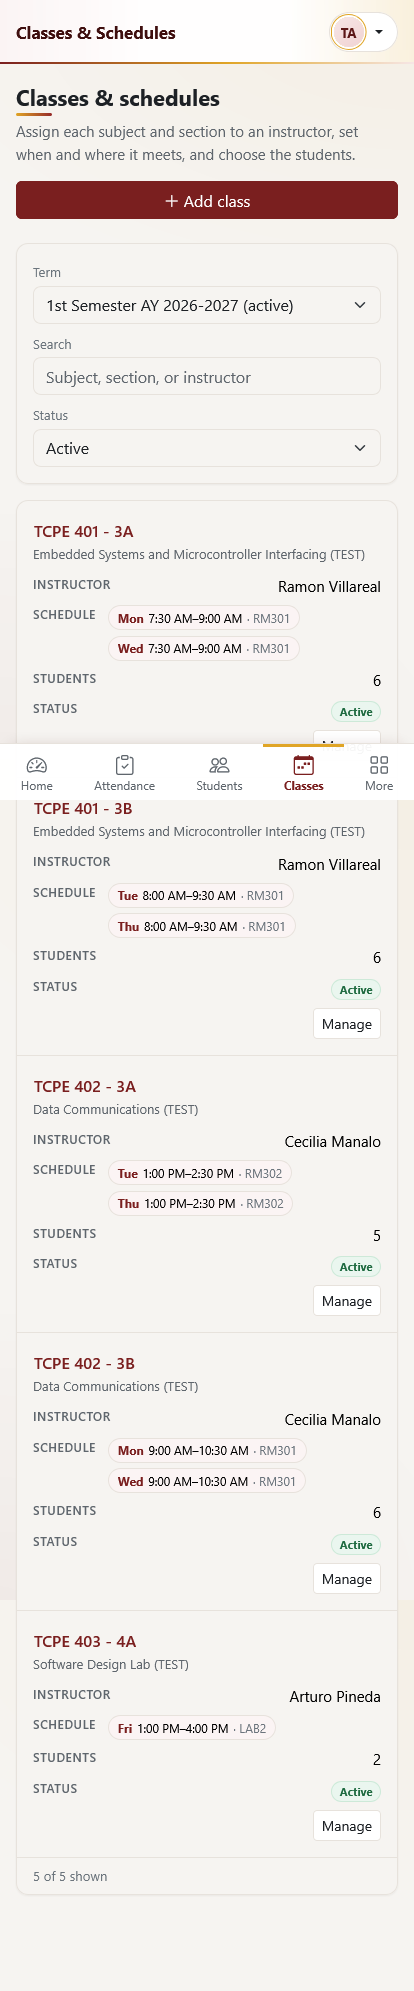 Classes & Schedules
TA
Classes & schedules
Assign each subject and section to an instructor, set
when and where it meets, and choose the students.
+ Add class
Term
1st Semester AY 2026-2027 (active)
Search
Subject, section, or instructor
Status
Active
TCPE 401 - 3A
Embedded Systems and Microcontroller Interfacing (TEST)
INSTRUCTOR Ramon Villareal
SCHEDULE Mon 7:30 AM–9:00 AM · RM301
Wed 7:30 AM–9:00 AM · RM301
STUDENTS 6
STATUS Active
Manage
Home Attendance Students Classes More
TCPE 401 - 3B
Embedded Systems and Microcontroller Interfacing (TEST)
INSTRUCTOR Ramon Villareal
SCHEDULE Tue 8:00 AM–9:30 AM · RM301
Thu 8:00 AM–9:30 AM · RM301
STUDENTS 6
STATUS Active
Manage
TCPE 402 - 3A
Data Communications (TEST)
INSTRUCTOR Cecilia Manalo
SCHEDULE Tue 1:00 PM–2:30 PM · RM302
Thu 1:00 PM–2:30 PM · RM302
STUDENTS 5
STATUS Active
Manage
TCPE 402 - 3B
Data Communications (TEST)
INSTRUCTOR Cecilia Manalo
SCHEDULE Mon 9:00 AM–10:30 AM · RM301
Wed 9:00 AM–10:30 AM · RM301
STUDENTS 6
STATUS Active
Manage
TCPE 403 - 4A
Software Design Lab (TEST)
INSTRUCTOR Arturo Pineda
SCHEDULE Fri 1:00 PM–4:00 PM · LAB2
STUDENTS 2
STATUS Active
Manage
5 of 5 shown